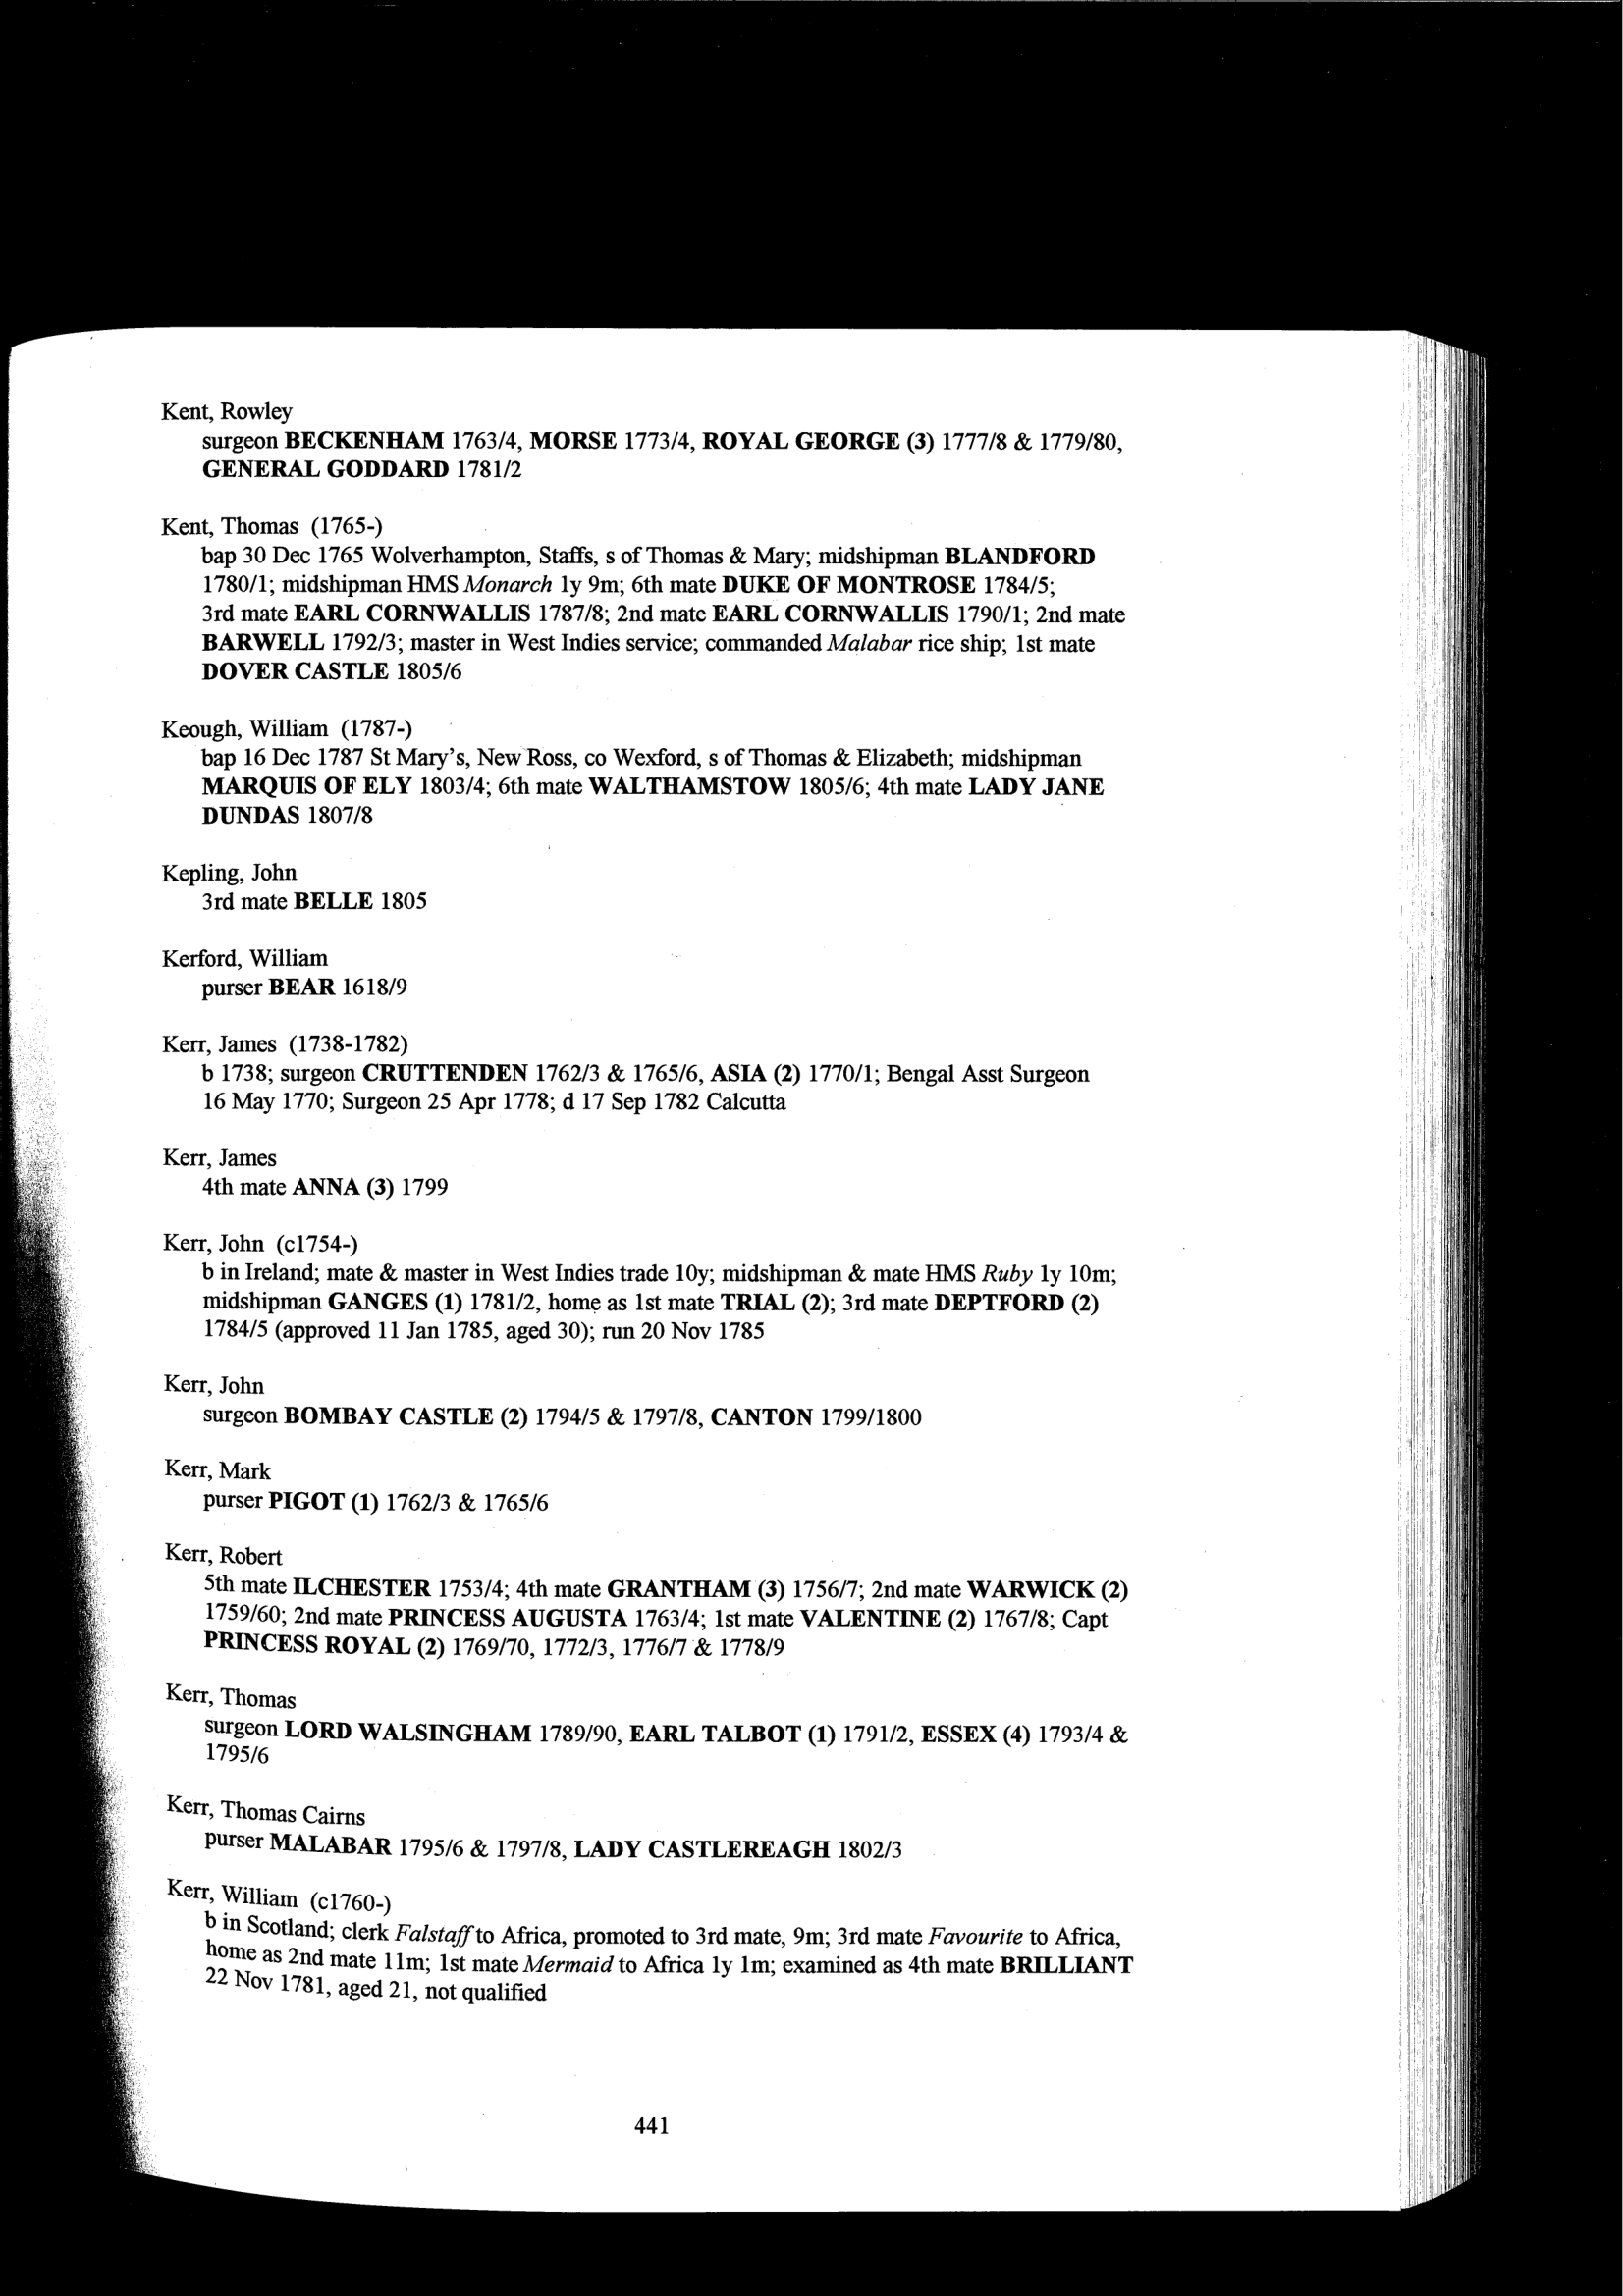 Kent, Rowley
surgeon BECKENHAM 1763/4, MORSE 1773/4, ROYAL GEORGE (3) 1777/8 & 1779/80,
GENERAL GODDARD 1781/2
Kent, Thomas (1765-)
bap 30 Dec 1765 Wolverhampton, Staffs, s of Thomas & Mary; midshipman BLANDFORD
1780/1; midshipman HMS Monarch 1y 9m; 6th mate DUKE OF MONTROSE 1784/5;
3rd mate EARL CORNWALLIS 1787/8; 2nd mate EARL CORNWALLIS 1790/1; 2nd mate
BARWELL 1792/3; master in West Indies service; commanded Malabar rice ship; 1st mate
DOVER CASTLE 1805/6
Keough, William (1787-)
bap 16 Dec 1787 St Mary's, New Ross, co Wexford, s of Thomas & Elizabeth; midshipman
MARQUIS OF ELY 1803/4; 6th mate WALTHAMSTOW 1805/6; 4th mate LADY JANE
DUNDAS 1807/8
Kepling, John
3rd mate BELLE 1805
Kerford, William
purser BEAR 1618/9
Kerr, James (1738-1782)
b 1738; surgeon CRUTTENDEN 1762/3 & 1765/6, ASIA (2) 1770/1; Bengal Asst Surgeon
16 May 1770; Surgeon 25 Apr 1778; d 17 Sep 1782 Calcutta
Kerr, James
4th mate ANNA (3) 1799
Kerr, John (c1754-)
b in Ireland; mate & master in West Indies trade 10y; midshipman & mate HMS Ruby 1y 10m;
midshipman GANGES (1) 1781/2, home as 1st mate TRIAL (2); 3rd mate DEPTFORD (2)
1784/5 (approved 11 Jan 1785, aged 30); run 20 Nov 1785
Kerr, John
surgeon BOMBAY CASTLE (2) 1794/5 & 1797/8, CANTON 1799/1800
Kerr, Mark
purser PIGOT (1) 1762/3 & 1765/6
Kerr, Robert
5th mate ILCHESTER 1753/4; 4th mate GRANTHAM (3) 1756/7; 2nd mate WARWICK (2)
1759/60; 2nd mate PRINCESS AUGUSTA 1763/4; 1st mate VALENTINE (2) 1767/8; Capt
PRINCESS ROYAL (2) 1769/70, 1772/3, 1776/7 & 1778/9
Kerr, Thomas
surgeon LORD WALSINGHAM 1789/90, EARL TALBOT (1) 1791/2, ESSEX (4) 1793/4 &
1795/6
Kerr, Thomas Cairns
purser MALABAR 1795/6 & 1797/8, LADY CASTLEREAGH 1802/3
Kerr, William (c1760-)
b in Scotland; clerk Falstaff to Africa, promoted to 3rd mate, 9m; 3rd mate Favourite to Africa,
home as 2nd mate 11m; 1st mate Mermaid to Africa 1y 1m; examined as 4th mate BRILLIANT
22 Nov 1781, aged 21, not qualified
441